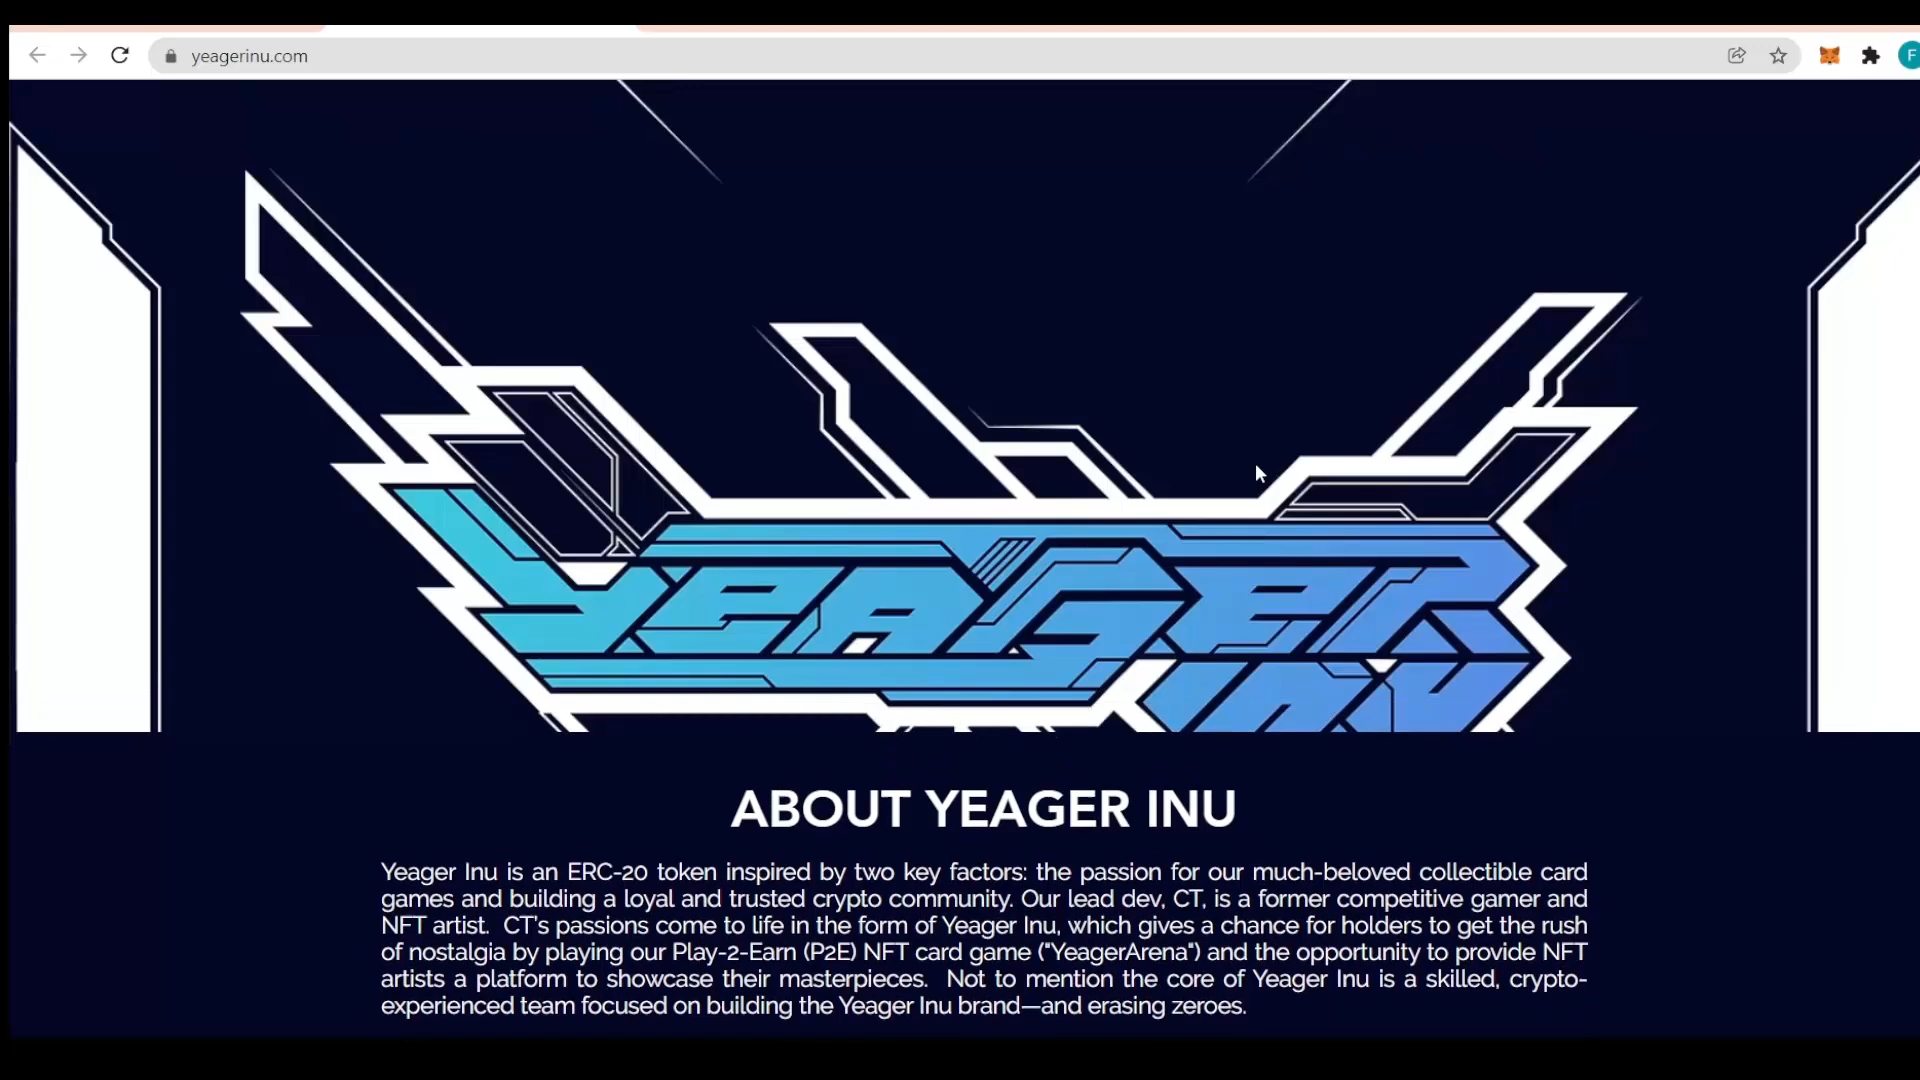 yeagerinu.com
F
YEAGER
INU
ABOUT YEAGER INU
Yeager Inu is an ERC-20 token inspired by two key factors: the passion for our much-beloved collectible card
games and building a loyal and trusted crypto community. Our lead dev, CT, is a former competitive gamer and
NFT artist.  CT's passions come to life in the form of Yeager Inu, which gives a chance for holders to get the rush
of nostalgia by playing our Play-2-Earn (P2E) NFT card game ("YeagerArena") and the opportunity to provide NFT
artists a platform to showcase their masterpieces.  Not to mention the core of Yeager Inu is a skilled, crypto-
experienced team focused on building the Yeager Inu brand—and erasing zeroes.